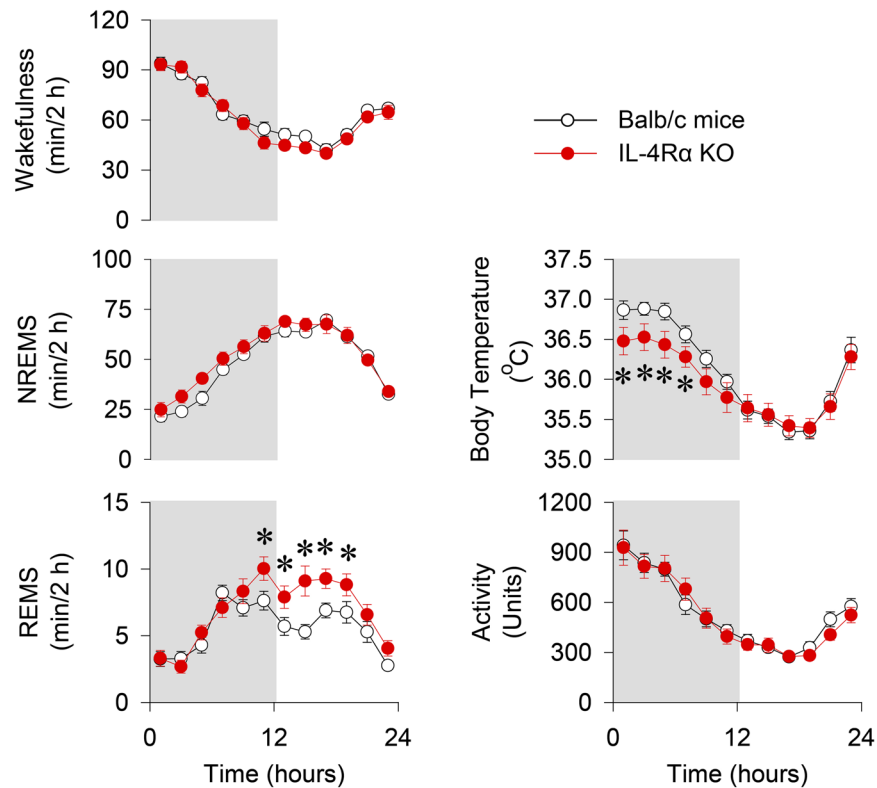 Wakefulness
(min/2 h)
120
90
60
30
0
Balb/c mice
IL-4Rα KO
NREMS
(min/2 h)
100
75
50
25
0
Body Temperature
(°C)
37.5
37.0
36.5
36.0
35.5
35.0
* * * *
REMS
(min/2 h)
15
10
5
0
* * * * *
0
12
24
Time (hours)
Activity
(Units)
1200
900
600
300
0
0
12
24
Time (hours)